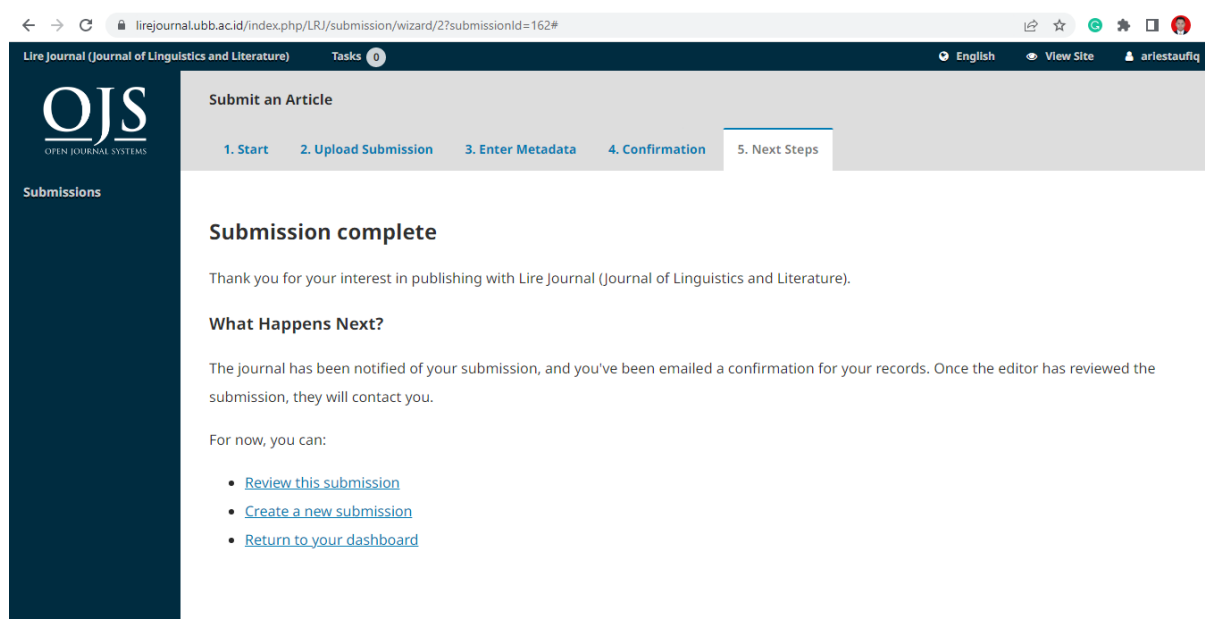 lirejournal.ubb.ac.id/index.php/LRJ/submission/wizard/2?submissionId=162#
Lire Journal (Journal of Linguistics and Literature) Tasks 0 English View Site ariestaufiq
OJS
OPEN JOURNAL SYSTEMS
Submissions
Submit an Article
1. Start 2. Upload Submission 3. Enter Metadata 4. Confirmation 5. Next Steps
Submission complete
Thank you for your interest in publishing with Lire Journal (Journal of Linguistics and Literature).
What Happens Next?
The journal has been notified of your submission, and you've been emailed a confirmation for your records. Once the editor has reviewed the
submission, they will contact you.
For now, you can:
• Review this submission
• Create a new submission
• Return to your dashboard